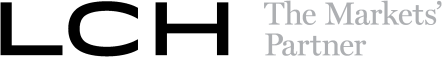 LCH
The Markets’
Partner